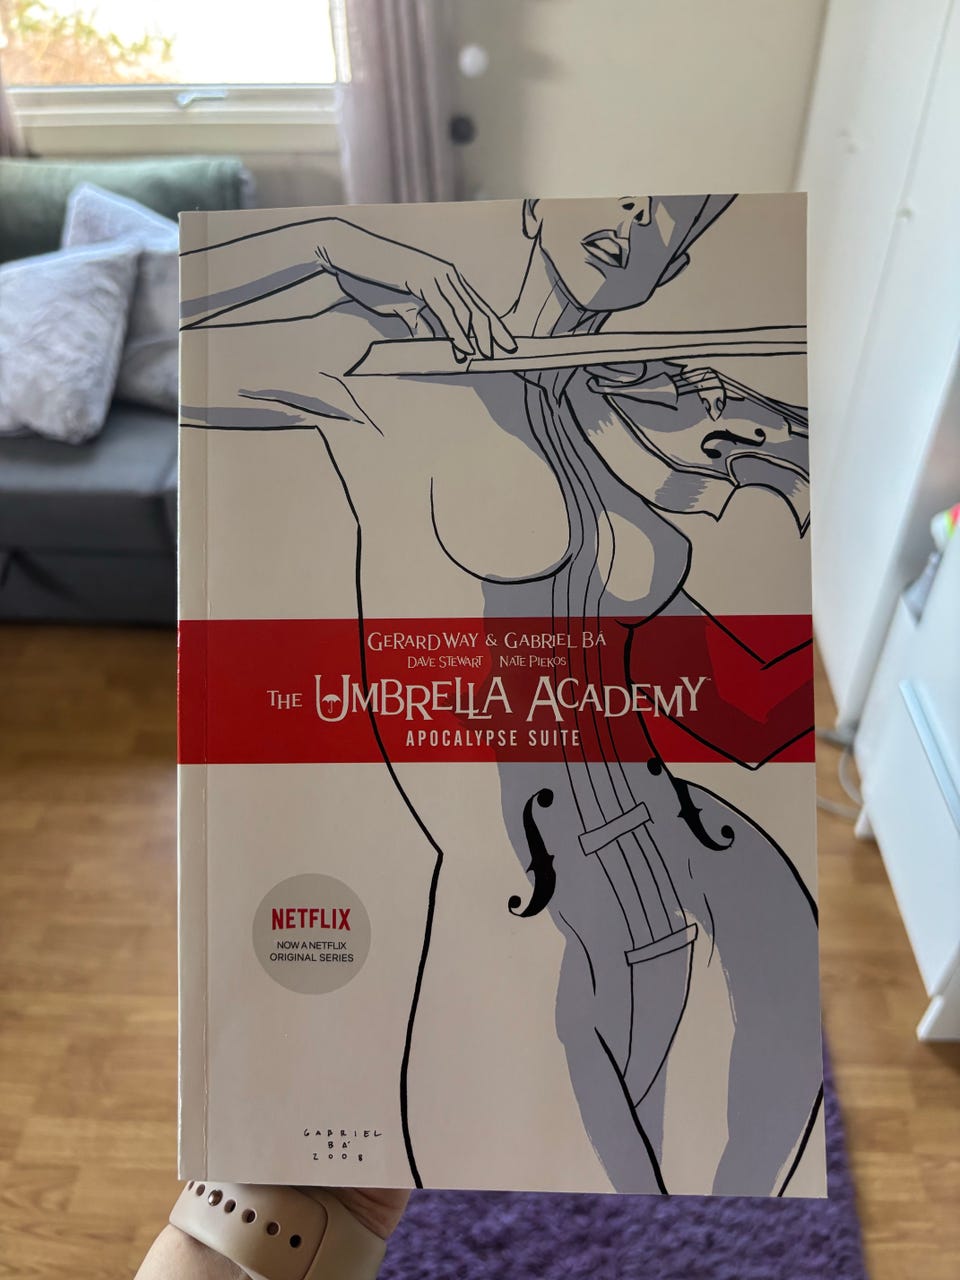 GERARD WAY & GABRIEL BÁ
DAVE STEWART NATE PIEKOS
THE UMBRELLA ACADEMY™
APOCALYPSE SUITE
NETFLIX
NOW A NETFLIX
ORIGINAL SERIES
GABRIEL
BÁ
2008